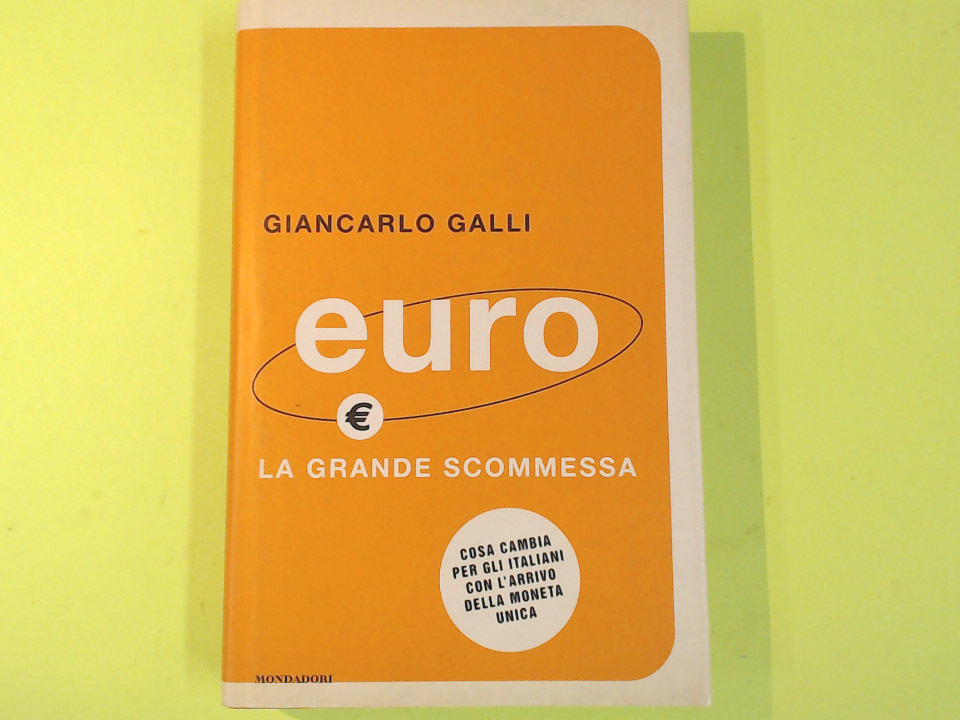 GIANCARLO GALLI
euro
€
LA GRANDE SCOMMESSA
COSA CAMBIA
PER GLI ITALIANI
CON L'ARRIVO
DELLA MONETA
UNICA
MONDADORI